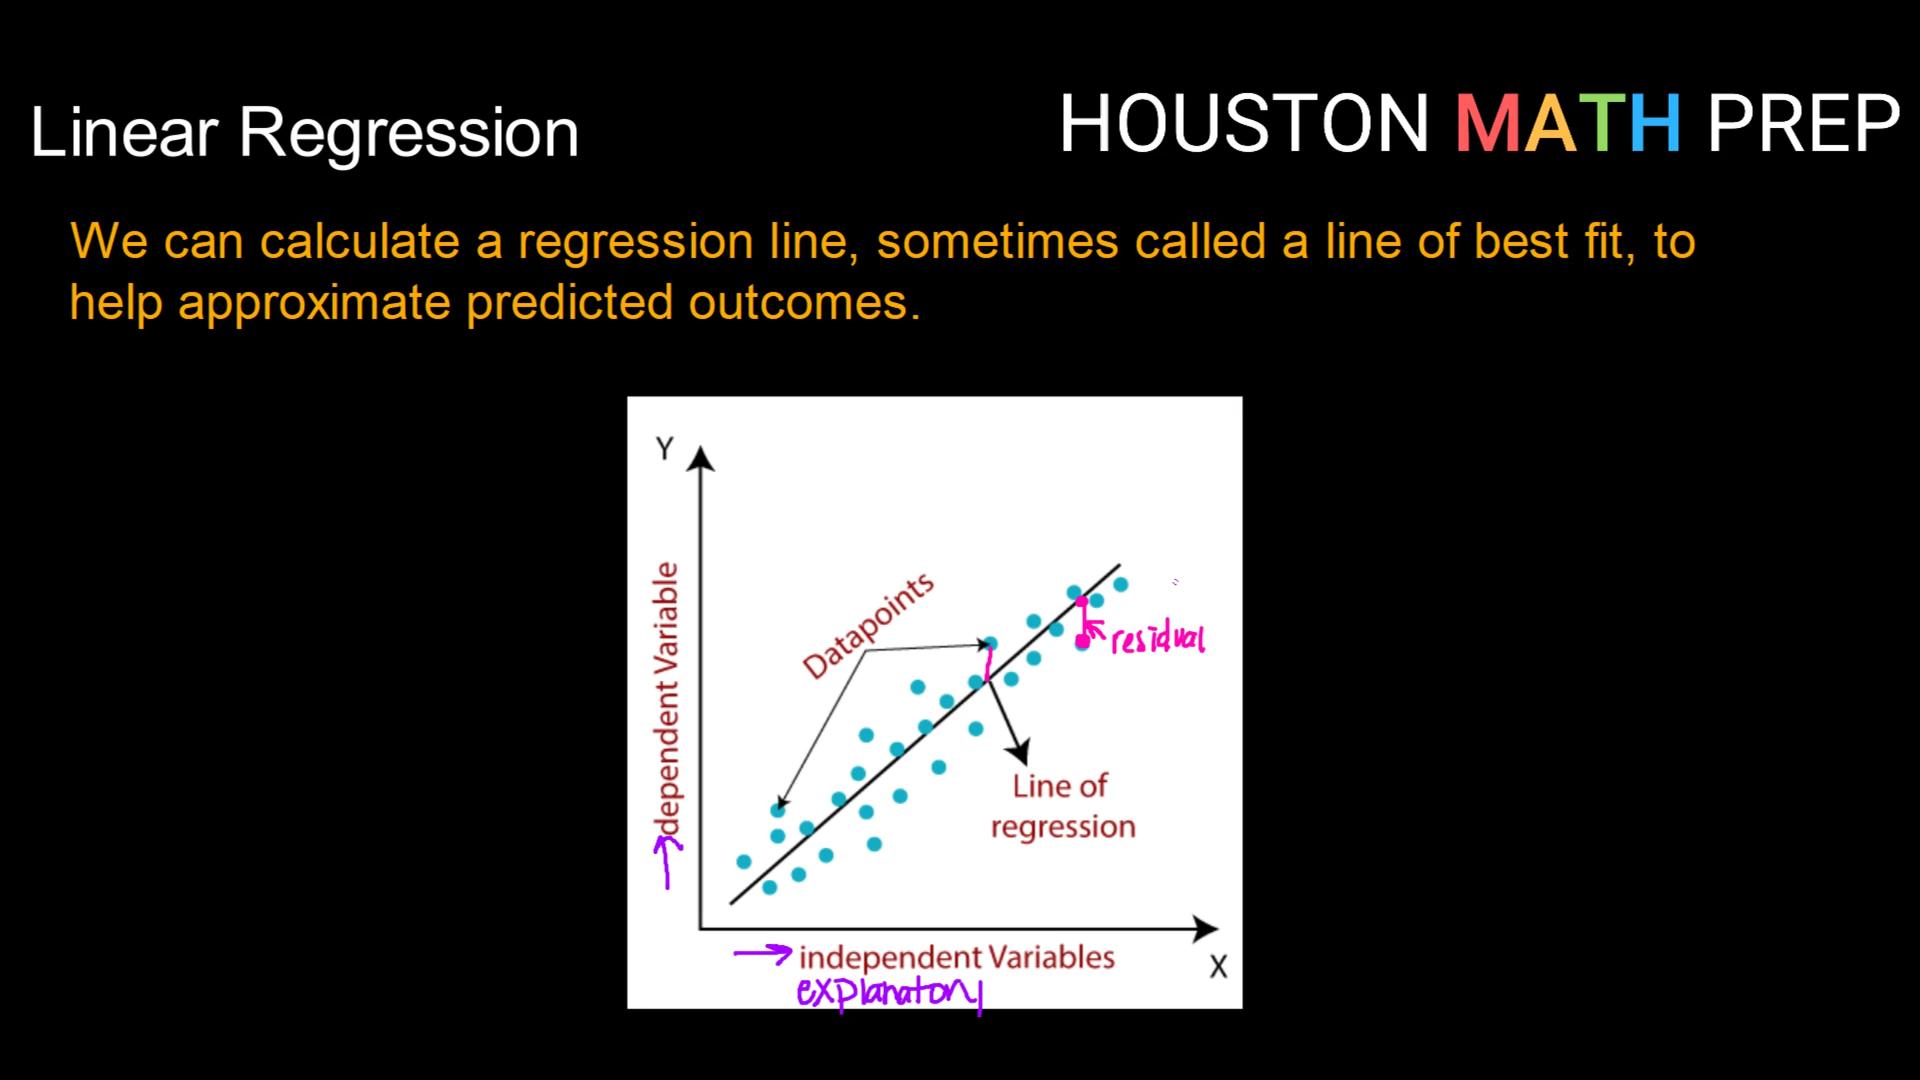 Linear Regression
HOUSTON MATH PREP
We can calculate a regression line, sometimes called a line of best fit, to
help approximate predicted outcomes.
Y
dependent Variable
Datapoints
residual
Line of
regression
independent Variables
X
explanatory